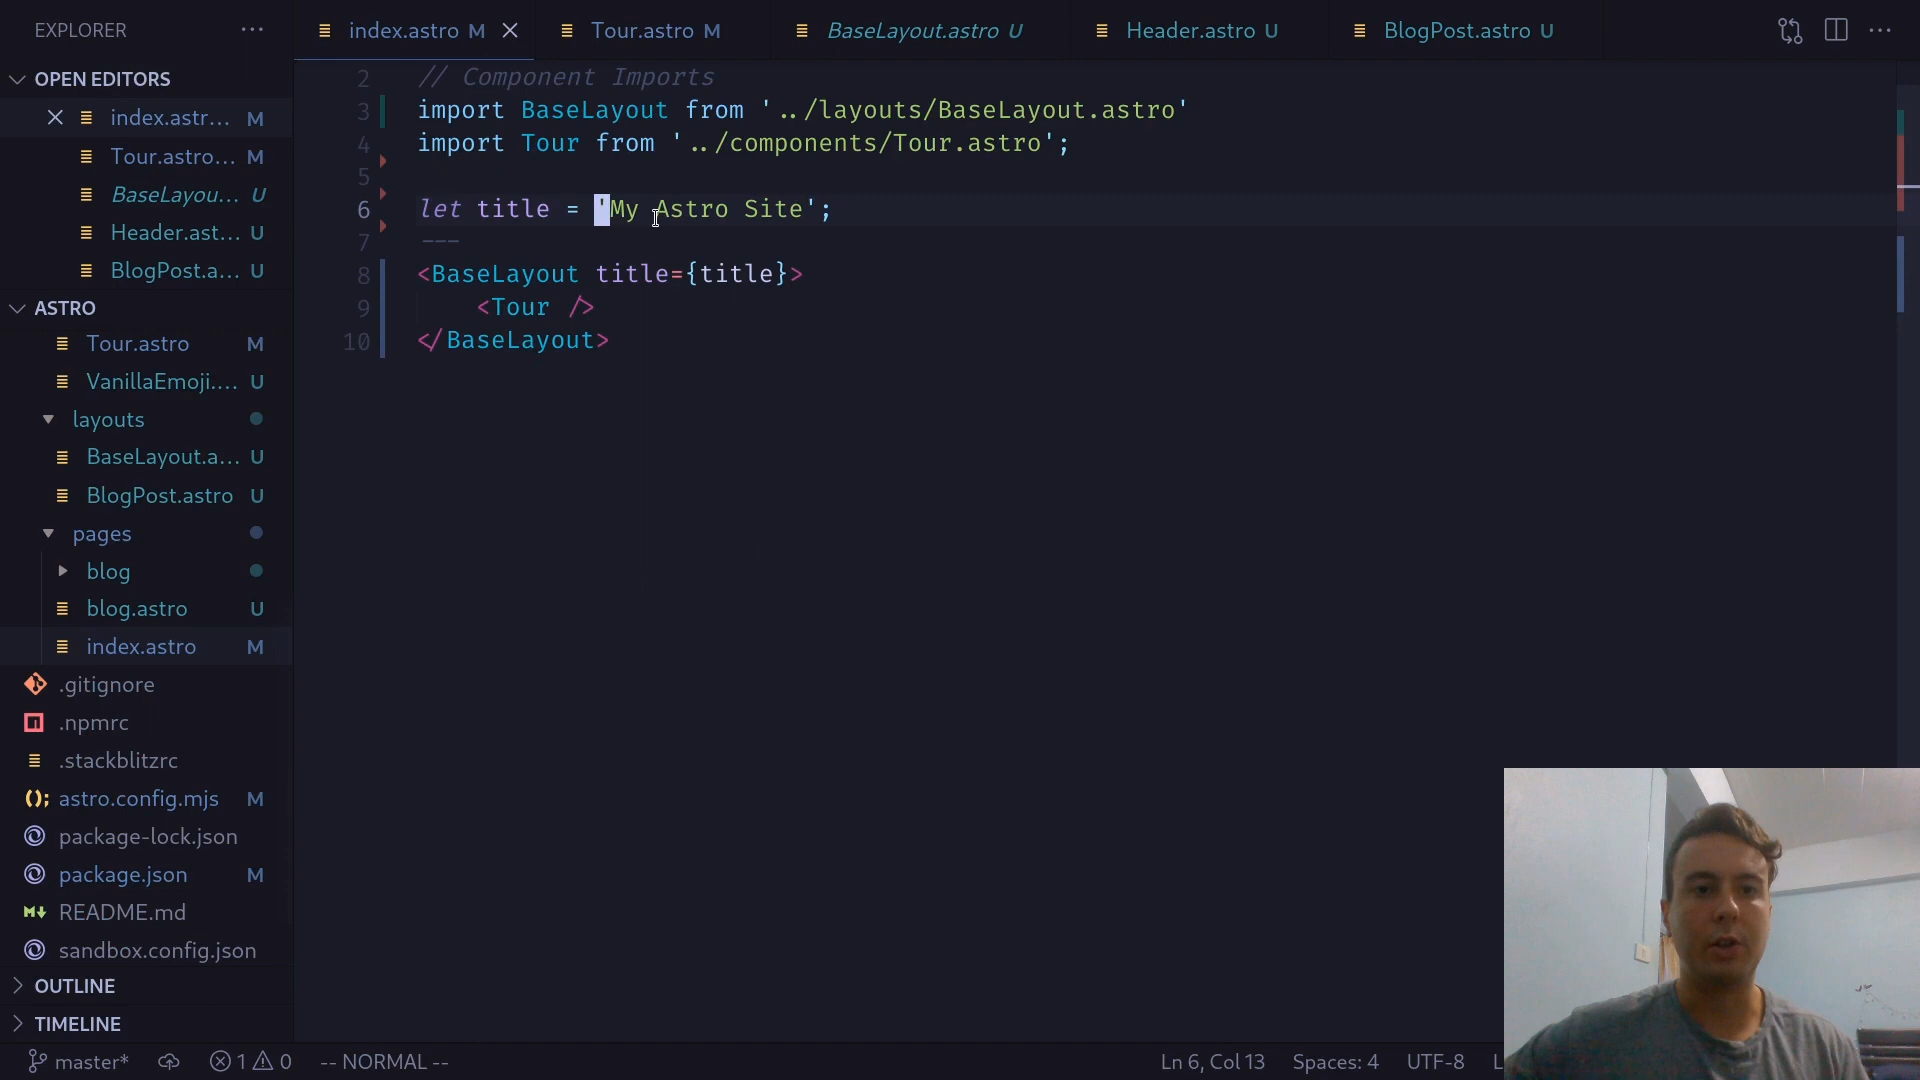 EXPLORER
index.astro M
Tour.astro M
BaseLayout.astro U
Header.astro U
BlogPost.astro U
OPEN EDITORS
index.astr... M
Tour.astro... M
BaseLayou... U
Header.ast... U
BlogPost.a... U
ASTRO
Tour.astro M
VanillaEmoji.... U
layouts
BaseLayout.a... U
BlogPost.astro U
pages
blog
blog.astro U
index.astro M
.gitignore
.npmrc
.stackblitzrc
astro.config.mjs M
package-lock.json
package.json M
README.md
sandbox.config.json
OUTLINE
TIMELINE
2 // Component Imports
3 import BaseLayout from '../layouts/BaseLayout.astro'
4 import Tour from '../components/Tour.astro';
5
6 let title = 'My Astro Site';
7 ---
8 <BaseLayout title={title}>
9 <Tour />
10 </BaseLayout>
master* 1 0 -- NORMAL -- Ln 6, Col 13 Spaces: 4 UTF-8 L